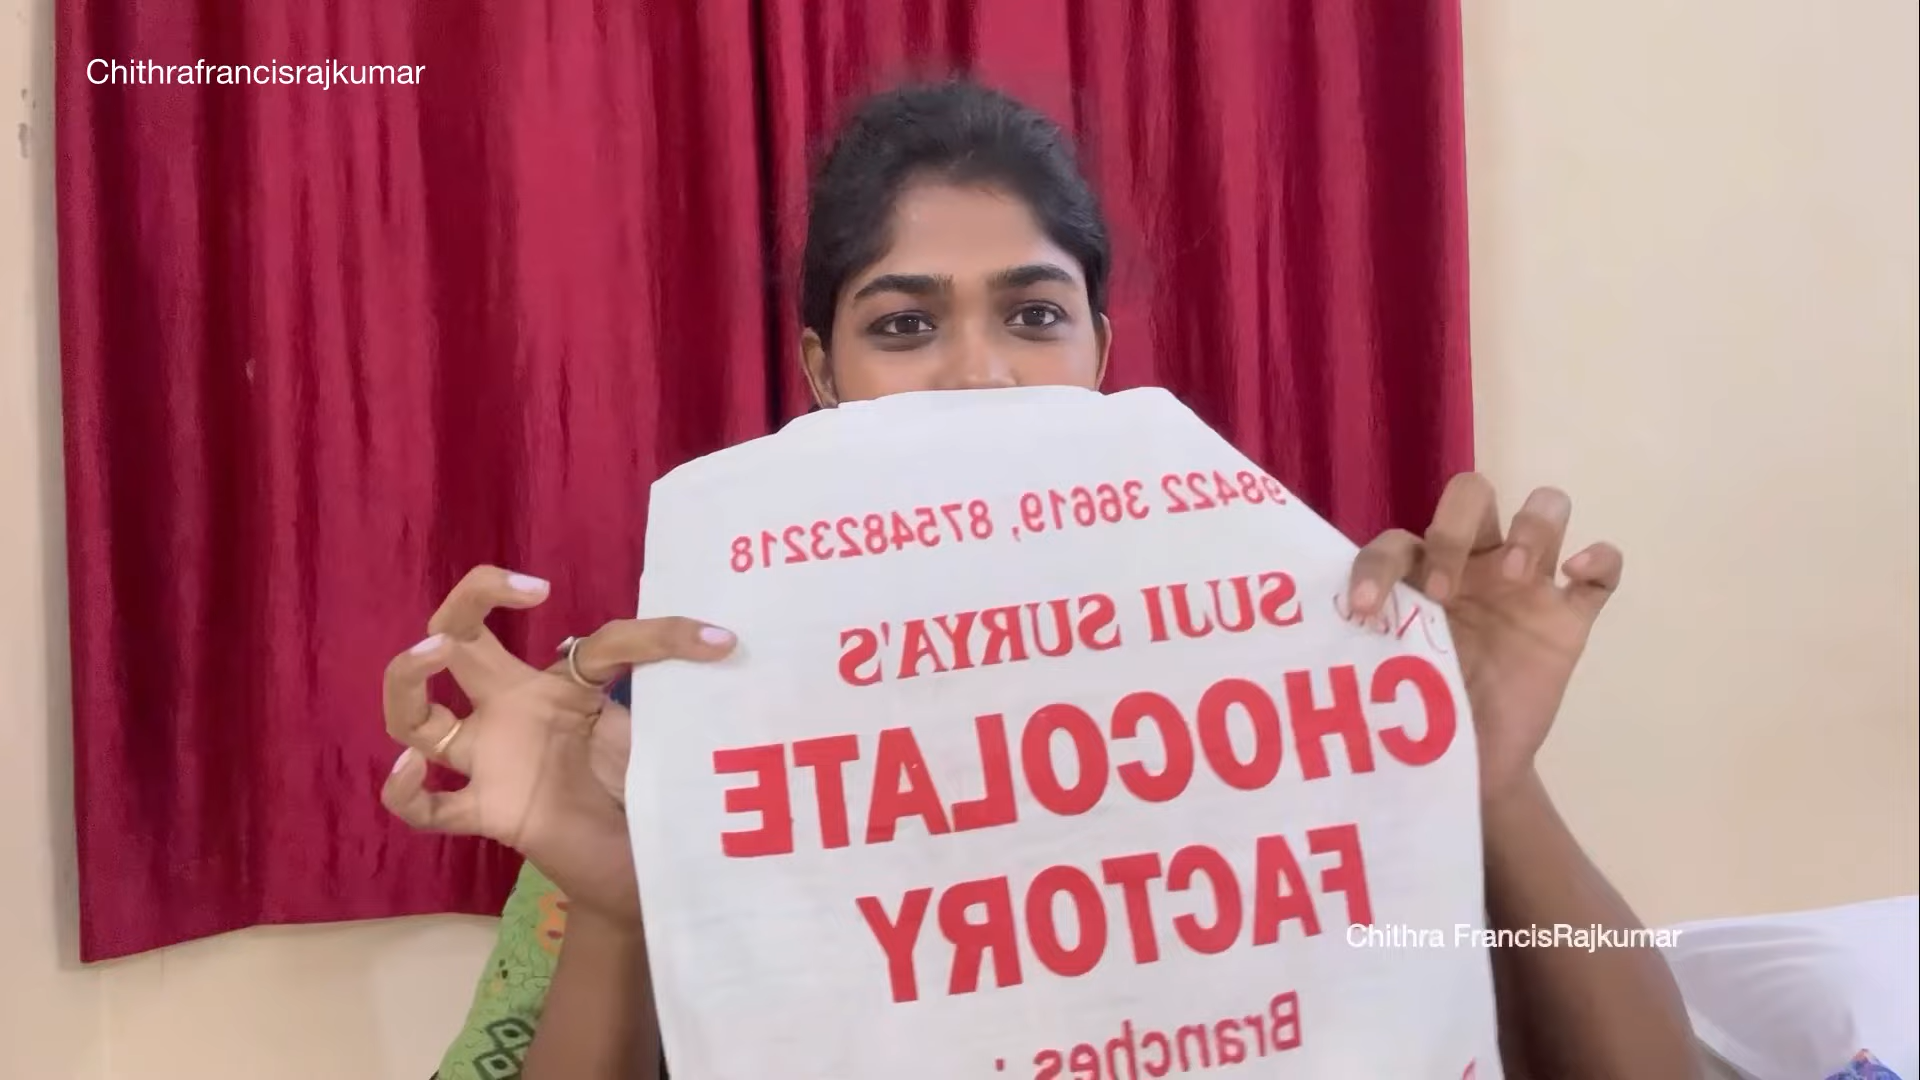 Chithrafrancisrajkumar
98422 36619, 8754823218
SUJI SURYA'S
CHOCOLATE
FACTORY
Chithra FrancisRajkumar
Branches :